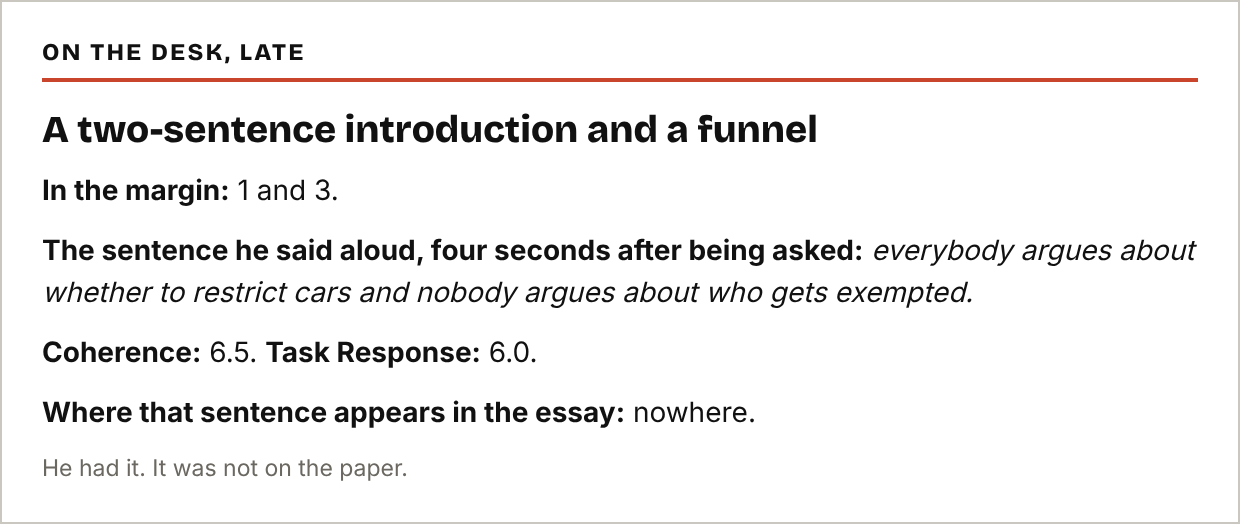 ON THE DESK, LATE
A two-sentence introduction and a funnel
In the margin: 1 and 3.
The sentence he said aloud, four seconds after being asked: everybody argues about
whether to restrict cars and nobody argues about who gets exempted.
Coherence: 6.5. Task Response: 6.0.
Where that sentence appears in the essay: nowhere.
He had it. It was not on the paper.